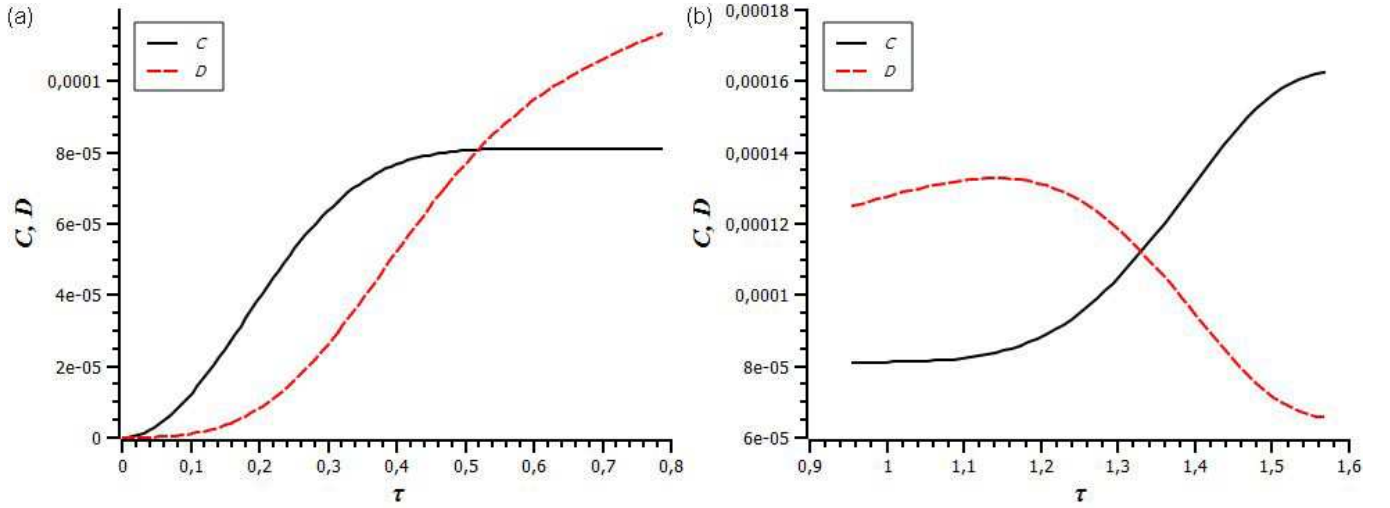 (a)
C
D
0,0001
8e-05
6e-05
4e-05
2e-05
0
C, D
0 0,1 0,2 0,3 0,4 0,5 0,6 0,7 0,8
τ
(b)
C
D
0,00018
0,00016
0,00014
0,00012
0,0001
8e-05
6e-05
C, D
0,9 1 1,1 1,2 1,3 1,4 1,5 1,6
τ